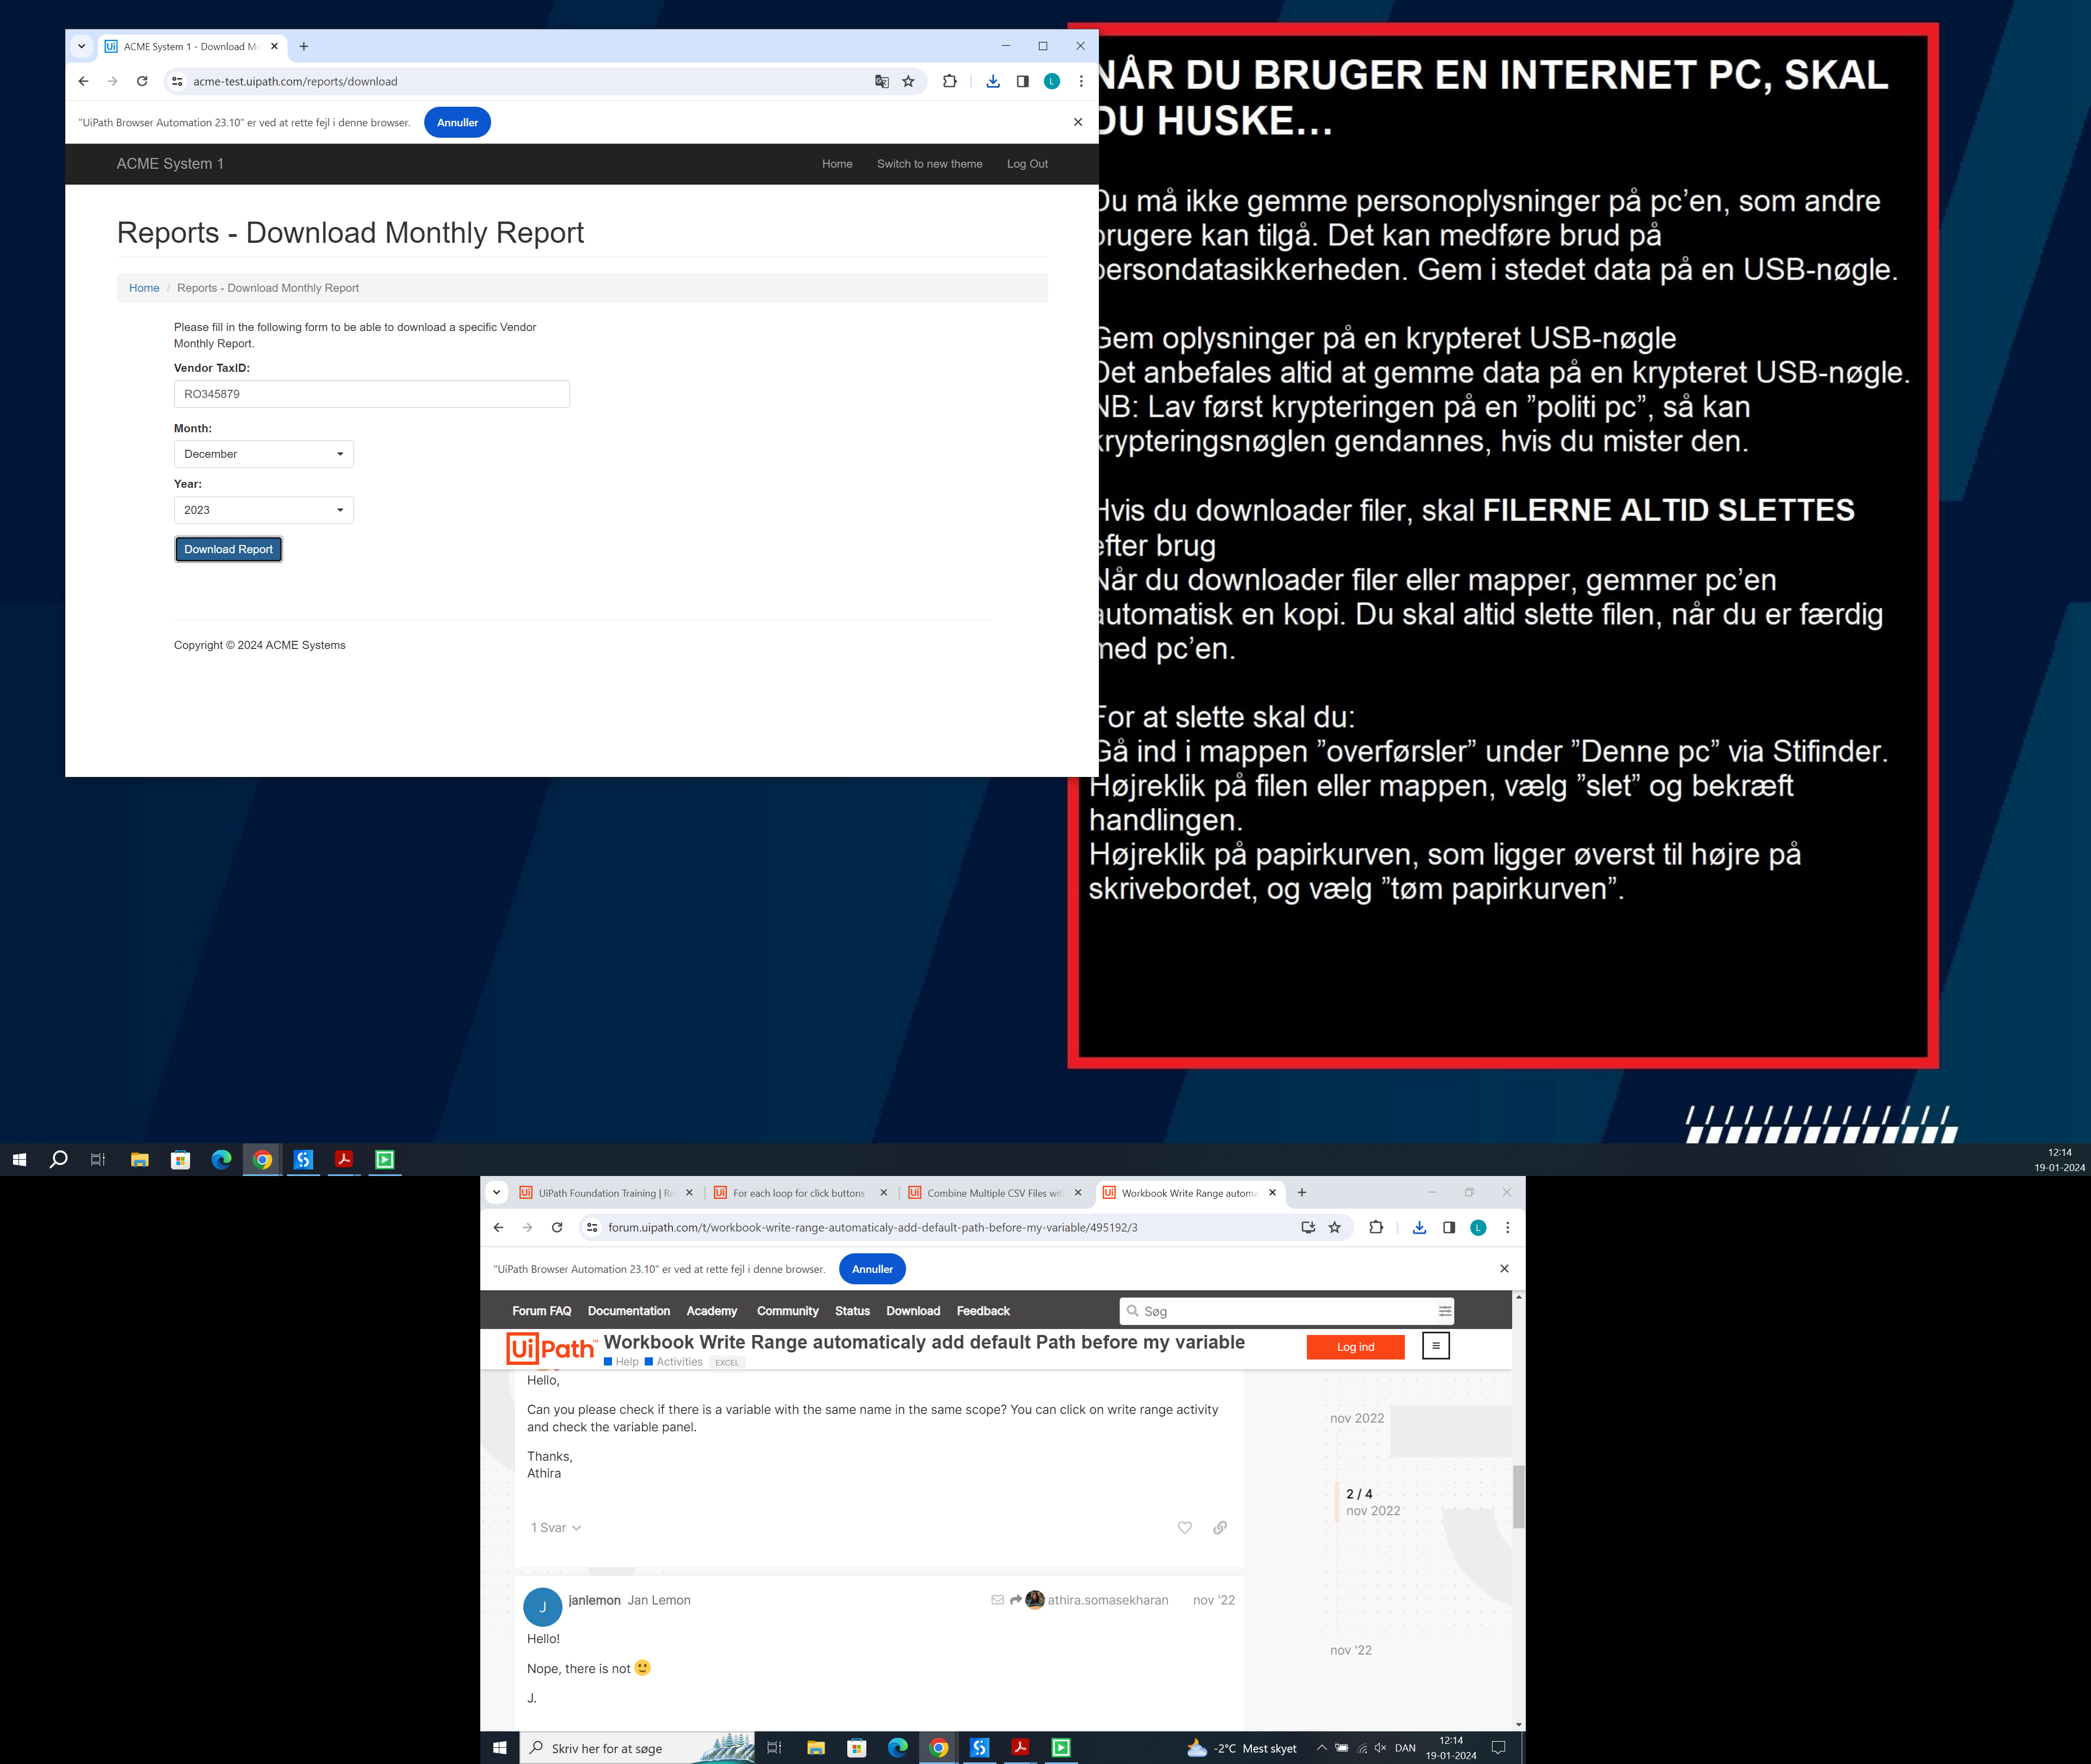 ACME System 1 - Download Mo
acme-test.uipath.com/reports/download
L
"UiPath Browser Automation 23.10" er ved at rette fejl i denne browser.
Annuller
ACME System 1
Home
Switch to new theme
Log Out
Reports - Download Monthly Report
Home / Reports - Download Monthly Report
Please fill in the following form to be able to download a specific Vendor
Monthly Report.
Vendor TaxID:
RO345879
Month:
December
Year:
2023
Download Report
Copyright © 2024 ACME Systems
NÅR DU BRUGER EN INTERNET PC, SKAL
DU HUSKE...
Du må ikke gemme personoplysninger på pc’en, som andre
brugere kan tilgå. Det kan medføre brud på
persondatasikkerheden. Gem i stedet data på en USB-nøgle.
Gem oplysninger på en krypteret USB-nøgle
Det anbefales altid at gemme data på en krypteret USB-nøgle.
NB: Lav først krypteringen på en ”politi pc”, så kan
krypteringsnøglen gendannes, hvis du mister den.
Hvis du downloader filer, skal FILERNE ALTID SLETTES
efter brug
Når du downloader filer eller mapper, gemmer pc’en
automatisk en kopi. Du skal altid slette filen, når du er færdig
med pc’en.
For at slette skal du:
Gå ind i mappen ”overførsler” under ”Denne pc” via Stifinder.
Højreklik på filen eller mappen, vælg ”slet” og bekræft
handlingen.
Højreklik på papirkurven, som ligger øverst til højre på
skrivebordet, og vælg ”tøm papirkurven”.
12:14
19-01-2024
UiPath Foundation Training | Ro
For each loop for click buttons
Combine Multiple CSV Files wit
Workbook Write Range automa
forum.uipath.com/t/workbook-write-range-automaticaly-add-default-path-before-my-variable/495192/3
L
"UiPath Browser Automation 23.10" er ved at rette fejl i denne browser.
Annuller
Forum FAQ
Documentation
Academy
Community
Status
Download
Feedback
Søg
UiPath™
Workbook Write Range automaticaly add default Path before my variable
Help
Activities
EXCEL
Log ind
Hello,
Can you please check if there is a variable with the same name in the same scope? You can click on write range activity
and check the variable panel.
Thanks,
Athira
1 Svar
nov 2022
2 / 4
nov 2022
nov '22
J
janlemon Jan Lemon
athira.somasekharan
nov '22
Hello!
Nope, there is not
J.
Skriv her for at søge
-2°C Mest skyet
DAN
12:14
19-01-2024